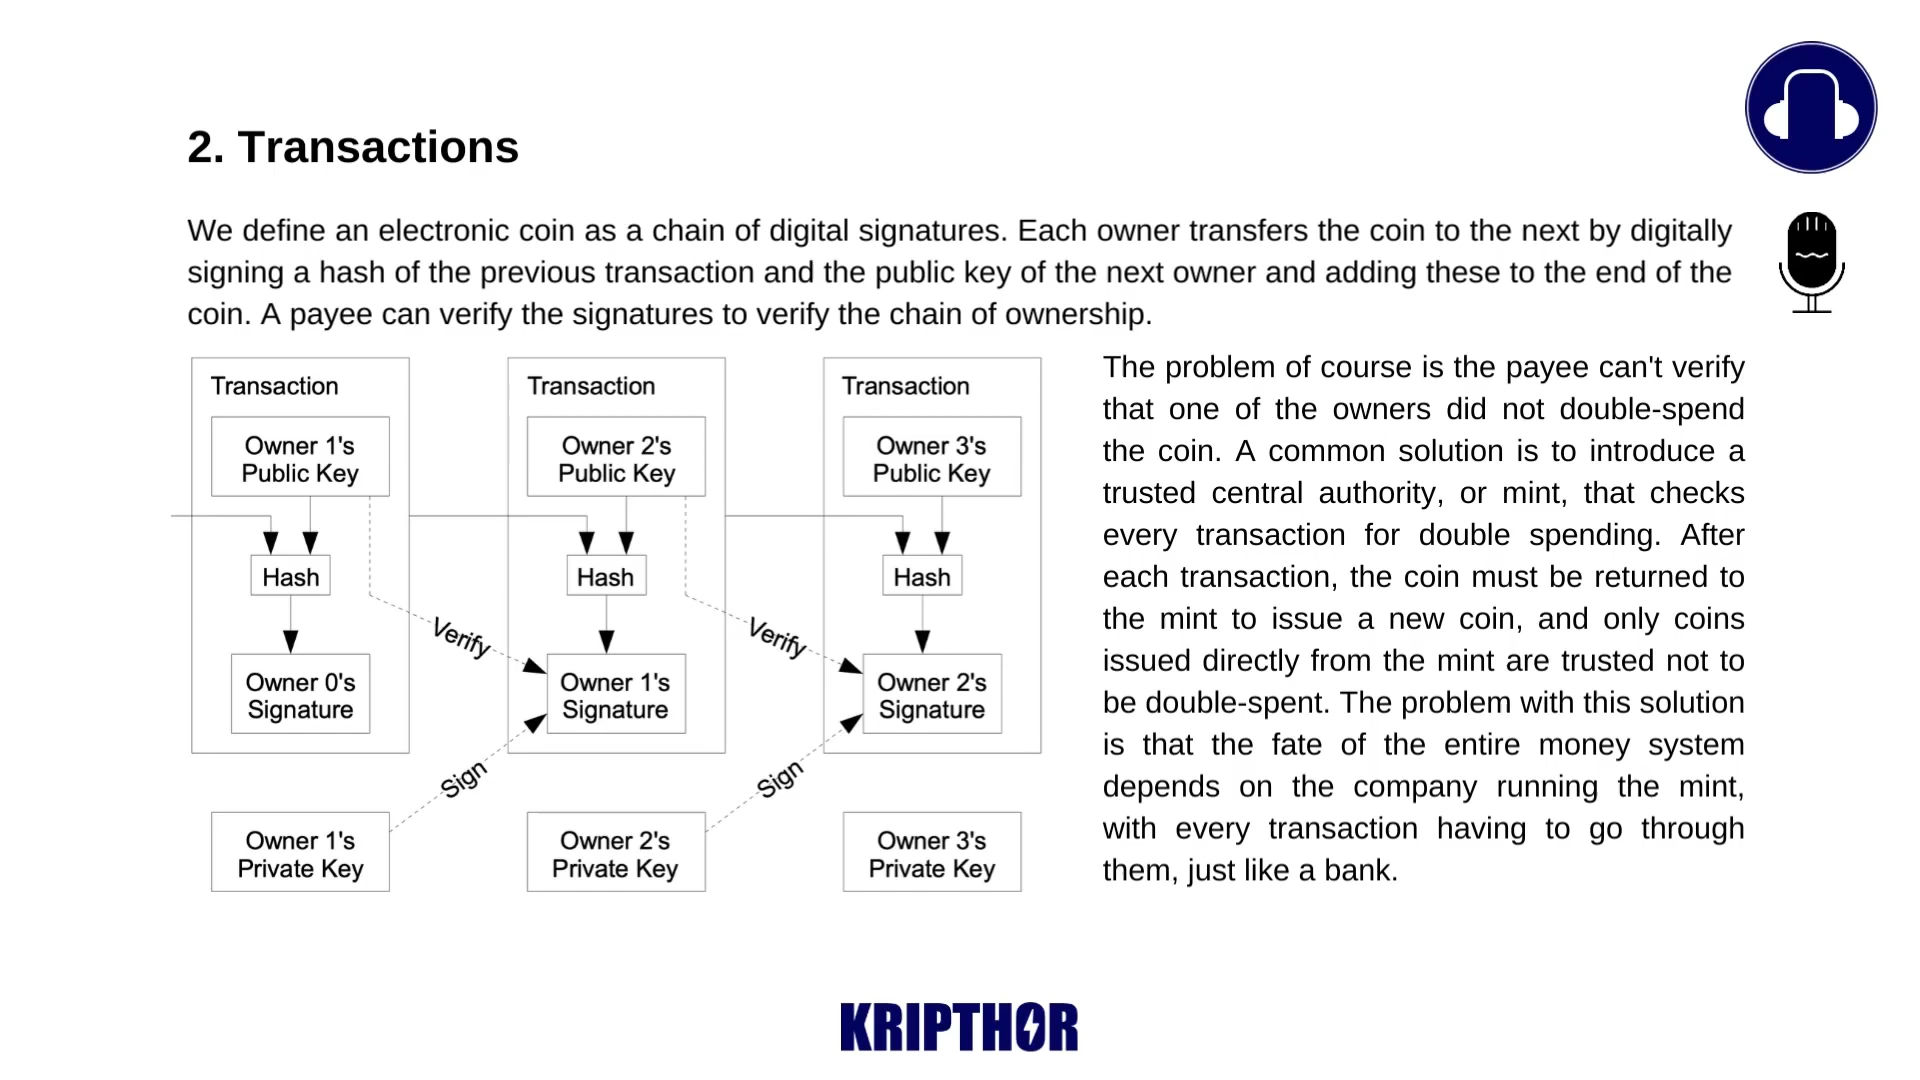 2. Transactions
We define an electronic coin as a chain of digital signatures. Each owner transfers the coin to the next by digitally
signing a hash of the previous transaction and the public key of the next owner and adding these to the end of the
coin. A payee can verify the signatures to verify the chain of ownership.
Transaction
Owner 1's
Public Key
Hash
Owner 0's
Signature
Transaction
Owner 2's
Public Key
Hash
Owner 1's
Signature
Transaction
Owner 3's
Public Key
Hash
Owner 2's
Signature
Verify
Verify
Sign
Sign
Owner 1's
Private Key
Owner 2's
Private Key
Owner 3's
Private Key
The problem of course is the payee can't verify
that one of the owners did not double-spend
the coin. A common solution is to introduce a
trusted central authority, or mint, that checks
every transaction for double spending. After
each transaction, the coin must be returned to
the mint to issue a new coin, and only coins
issued directly from the mint are trusted not to
be double-spent. The problem with this solution
is that the fate of the entire money system
depends on the company running the mint,
with every transaction having to go through
them, just like a bank.
KRIPTHOR